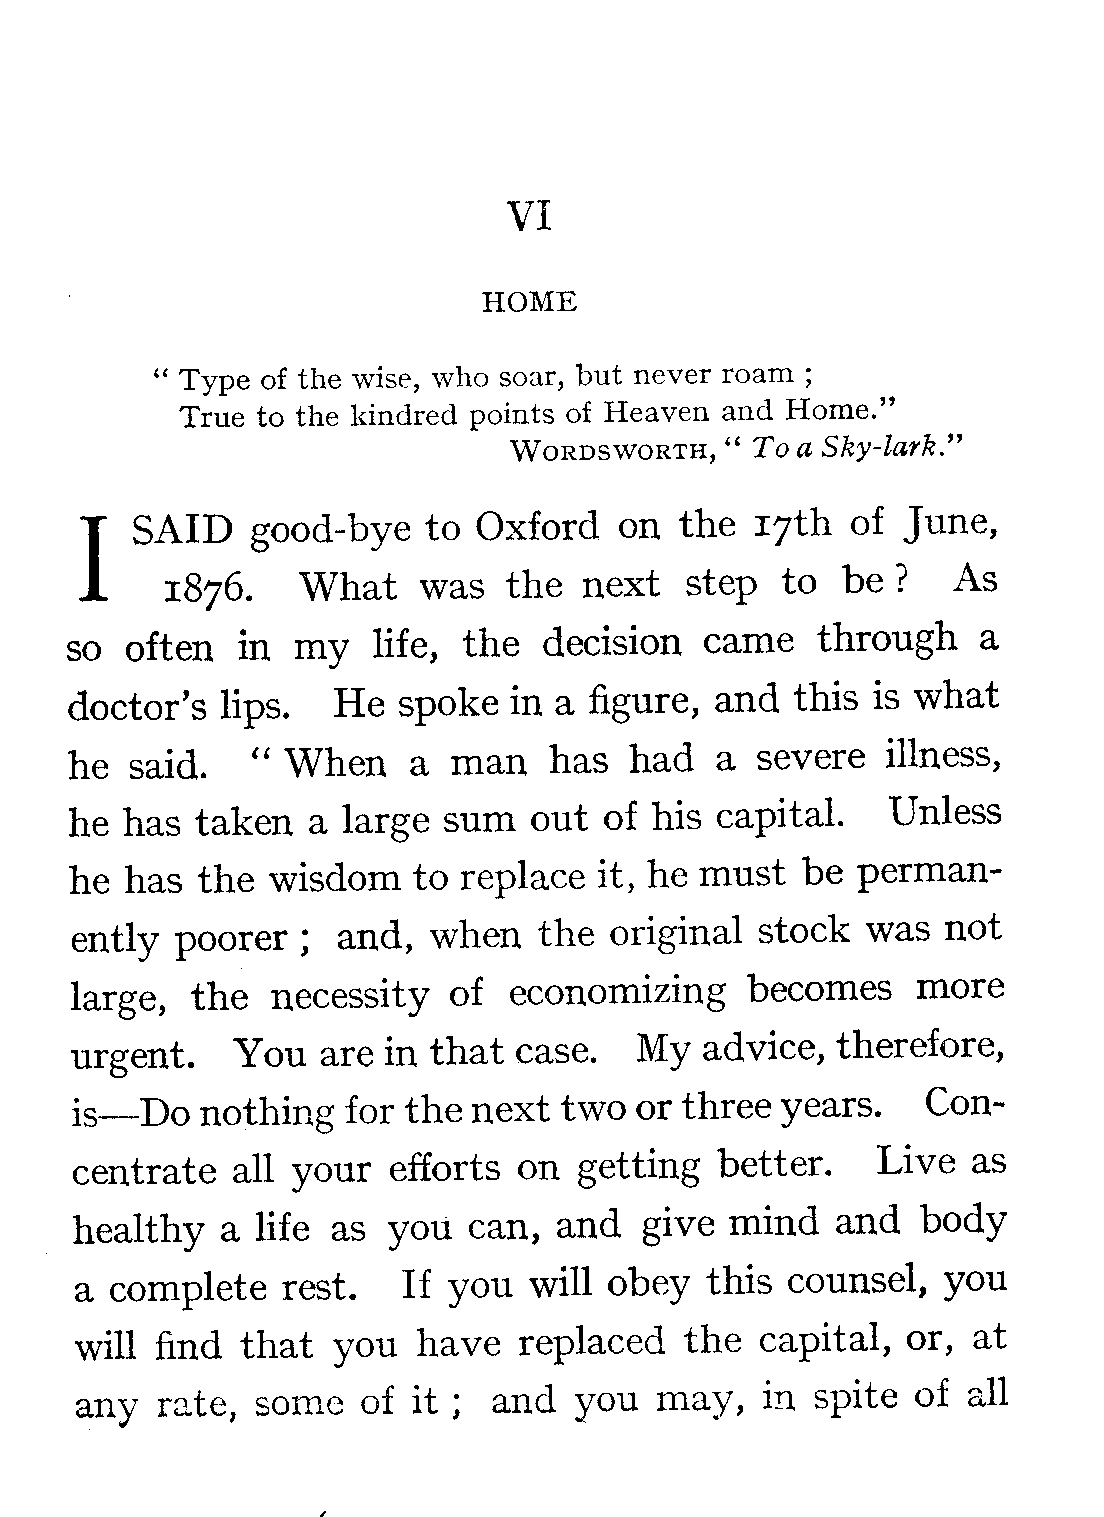 VI
HOME
“ Type of the wise, who soar, but never roam ;
True to the kindred points of Heaven and Home.”
WORDSWORTH, “ To a Sky-lark.”
I SAID good-bye to Oxford on the 17th of June,
1876. What was the next step to be ? As
so often in my life, the decision came through a
doctor’s lips. He spoke in a figure, and this is what
he said. “ When a man has had a severe illness,
he has taken a large sum out of his capital. Unless
he has the wisdom to replace it, he must be perman-
ently poorer ; and, when the original stock was not
large, the necessity of economizing becomes more
urgent. You are in that case. My advice, therefore,
is—Do nothing for the next two or three years. Con-
centrate all your efforts on getting better. Live as
healthy a life as you can, and give mind and body
a complete rest. If you will obey this counsel, you
will find that you have replaced the capital, or, at
any rate, some of it ; and you may, in spite of all